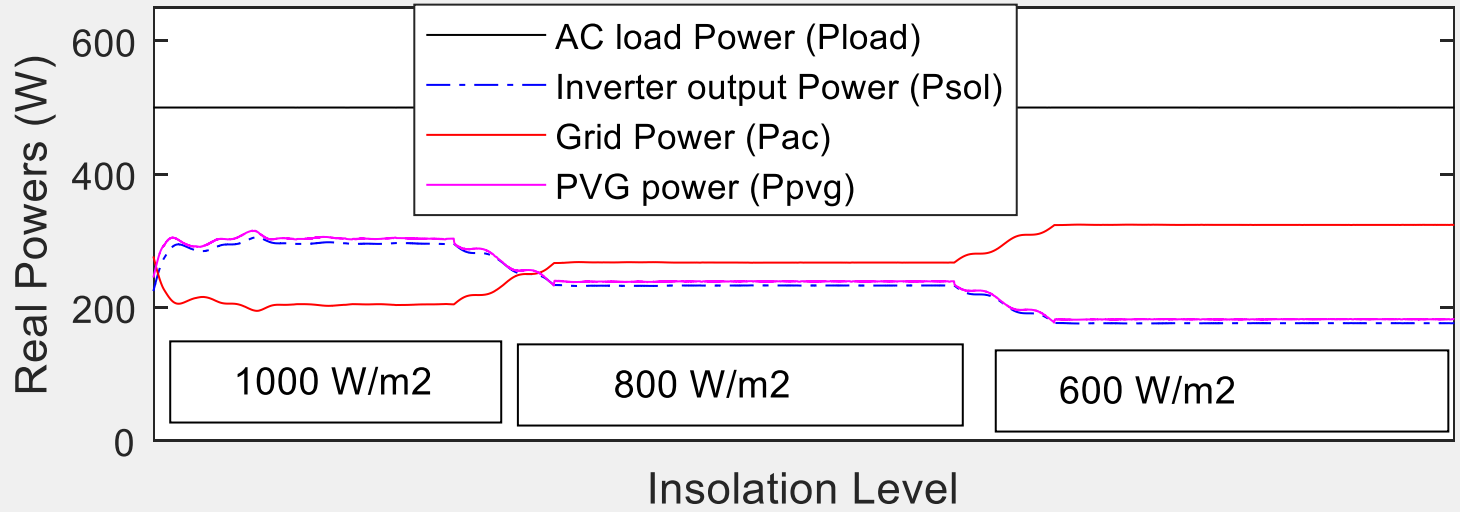 Real Powers (W)
600
400
200
0
AC load Power (Pload)
Inverter output Power (Psol)
Grid Power (Pac)
PVG power (Ppvg)
1000 W/m2
800 W/m2
600 W/m2
Insolation Level